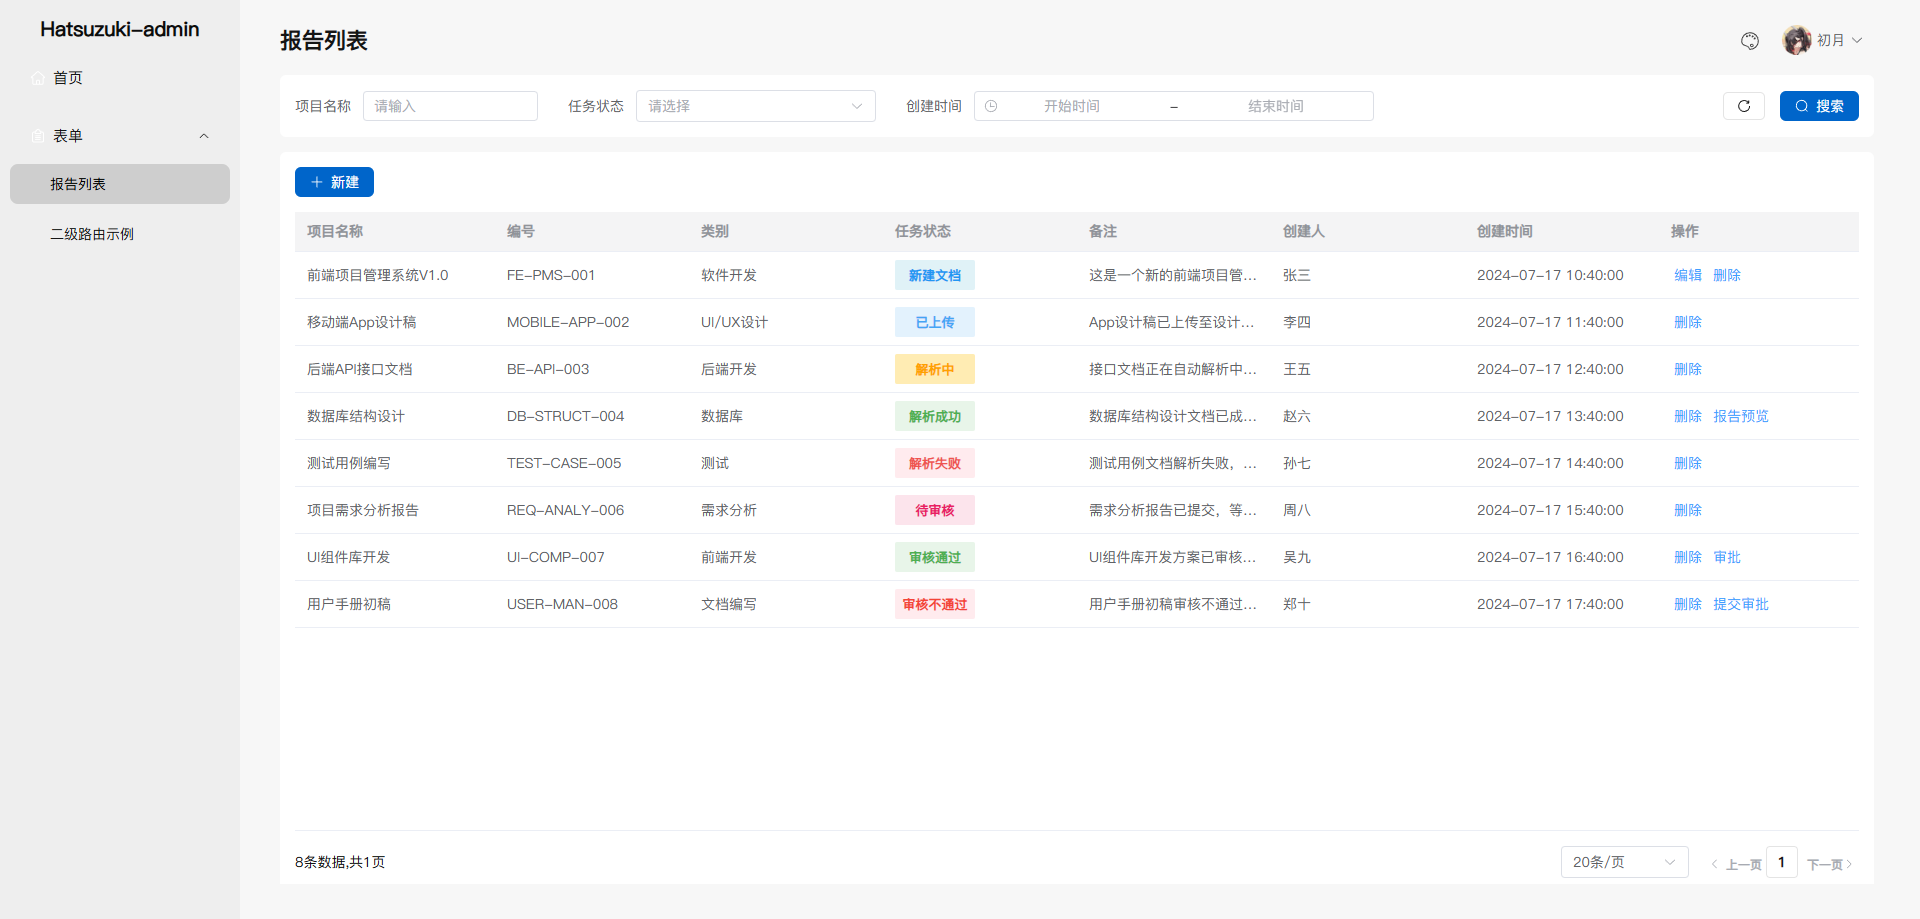 Hatsuzuki-admin
首页
表单
报告列表
二级路由示例
报告列表
初月
项目名称 请输入 任务状态 请选择 创建时间 开始时间 - 结束时间 搜索
新建
项目名称 编号 类别 任务状态 备注 创建人 创建时间 操作
前端项目管理系统V1.0 FE-PMS-001 软件开发 新建文档 这是一个新的前端项目管... 张三 2024-07-17 10:40:00 编辑 删除
移动端App设计稿 MOBILE-APP-002 UI/UX设计 已上传 App设计稿已上传至设计... 李四 2024-07-17 11:40:00 删除
后端API接口文档 BE-API-003 后端开发 解析中 接口文档正在自动解析中... 王五 2024-07-17 12:40:00 删除
数据库结构设计 DB-STRUCT-004 数据库 解析成功 数据库结构设计文档已成... 赵六 2024-07-17 13:40:00 删除 报告预览
测试用例编写 TEST-CASE-005 测试 解析失败 测试用例文档解析失败，... 孙七 2024-07-17 14:40:00 删除
项目需求分析报告 REQ-ANALY-006 需求分析 待审核 需求分析报告已提交，等... 周八 2024-07-17 15:40:00 删除
UI组件库开发 UI-COMP-007 前端开发 审核通过 UI组件库开发方案已审核... 吴九 2024-07-17 16:40:00 删除 审批
用户手册初稿 USER-MAN-008 文档编写 审核不通过 用户手册初稿审核不通过... 郑十 2024-07-17 17:40:00 删除 提交审批
8条数据,共1页 20条/页 上一页 1 下一页